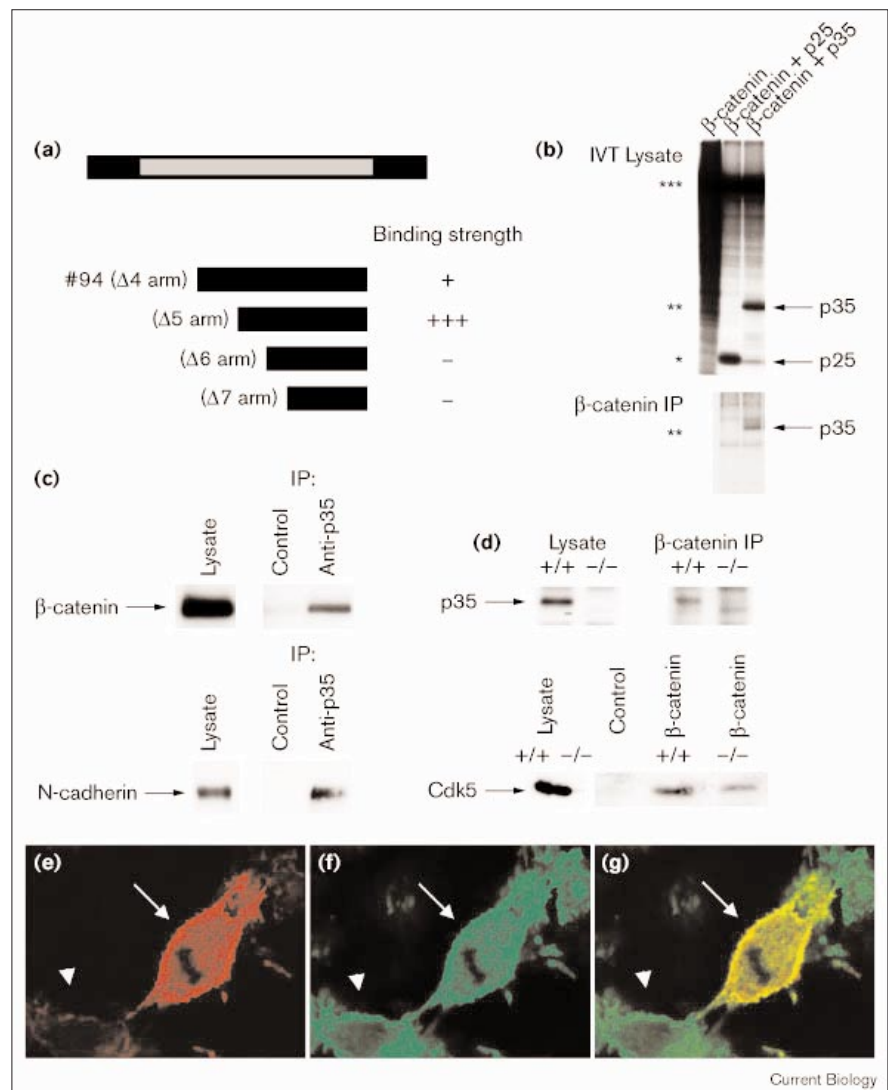 (a)
Binding strength
#94 (Δ4 arm) +
(Δ5 arm) +++
(Δ6 arm) –
(Δ7 arm) –
(b)
β-catenin
β-catenin + p25
β-catenin + p35
IVT Lysate
***
** p35
* p25
β-catenin IP
** p35
(c)
IP:
Lysate Control Anti-p35
β-catenin
IP:
Lysate Control Anti-p35
N-cadherin
(d)
Lysate β-catenin IP
+/+ –/– +/+ –/–
p35
Lysate Control β-catenin β-catenin
+/+ –/– +/+ –/–
Cdk5
(e) (f) (g)
Current Biology